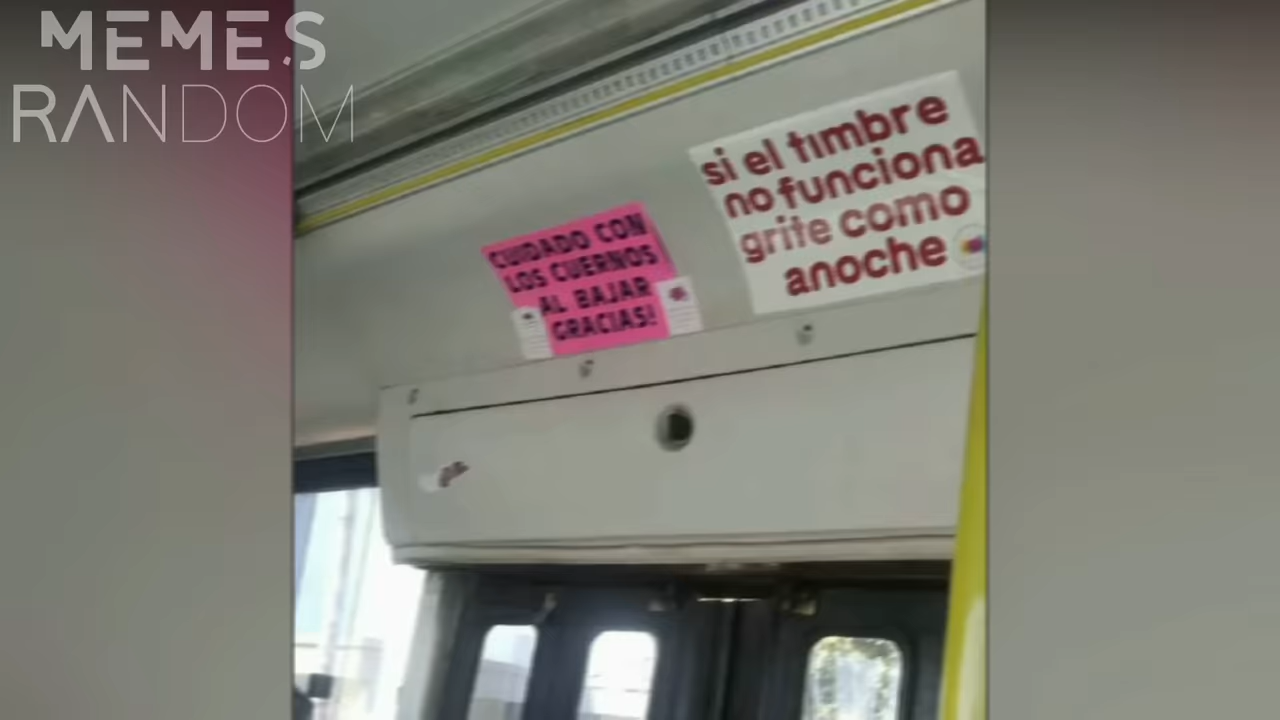 MEMES
RANDOM
CUIDADO CON
LOS CUERNOS
AL BAJAR
GRACIAS!
si el timbre
no funciona
grite como
anoche